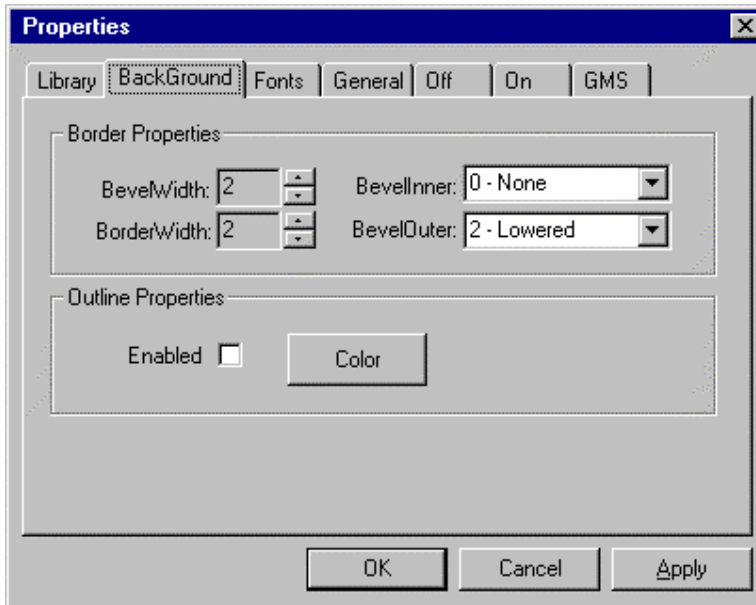 Properties
Library BackGround Fonts General Off On GMS
Border Properties
BevelWidth: 2 BevelInner: 0 - None
BorderWidth: 2 BevelOuter: 2 - Lowered
Outline Properties
Enabled Color
OK Cancel Apply